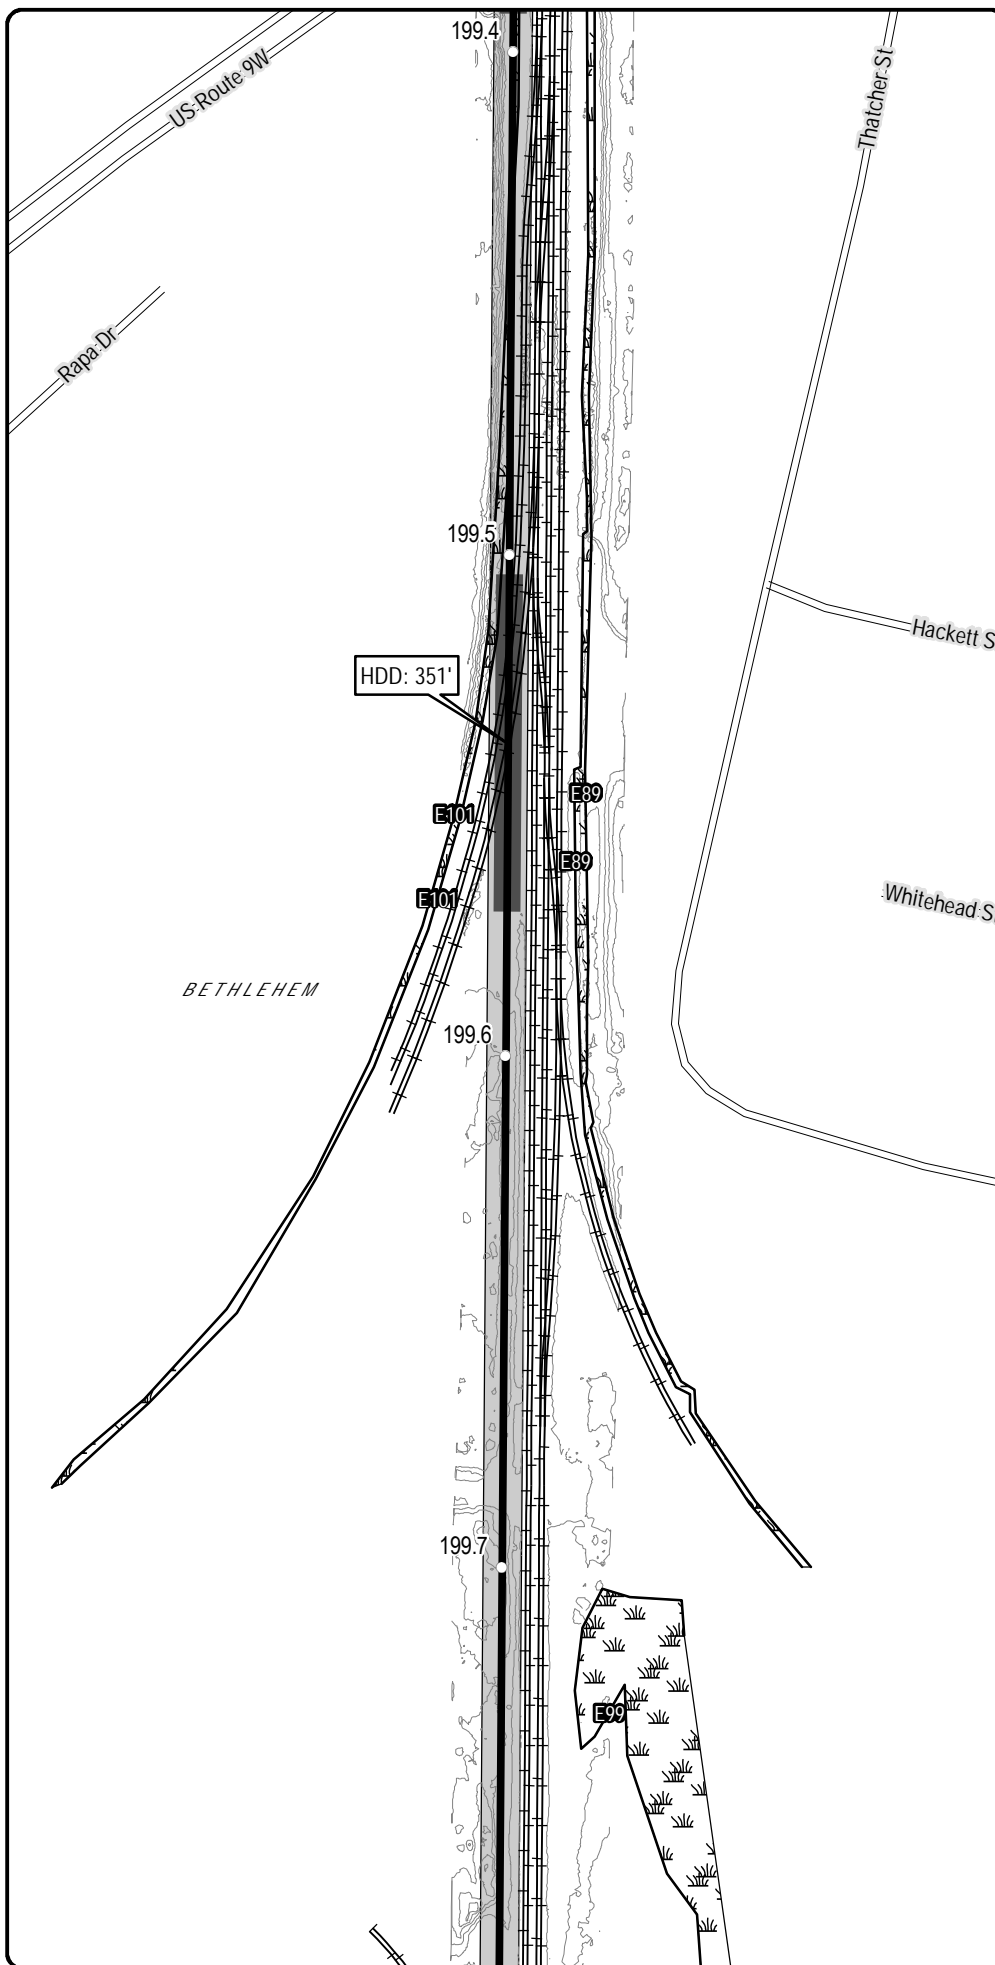 199.4
US Route 9W
Thatcher St
Rapa Dr
199.5
Hackett S
HDD: 351'
E89
E101
E89
E101
Whitehead S
BETHLEHEM
199.6
199.7
E99